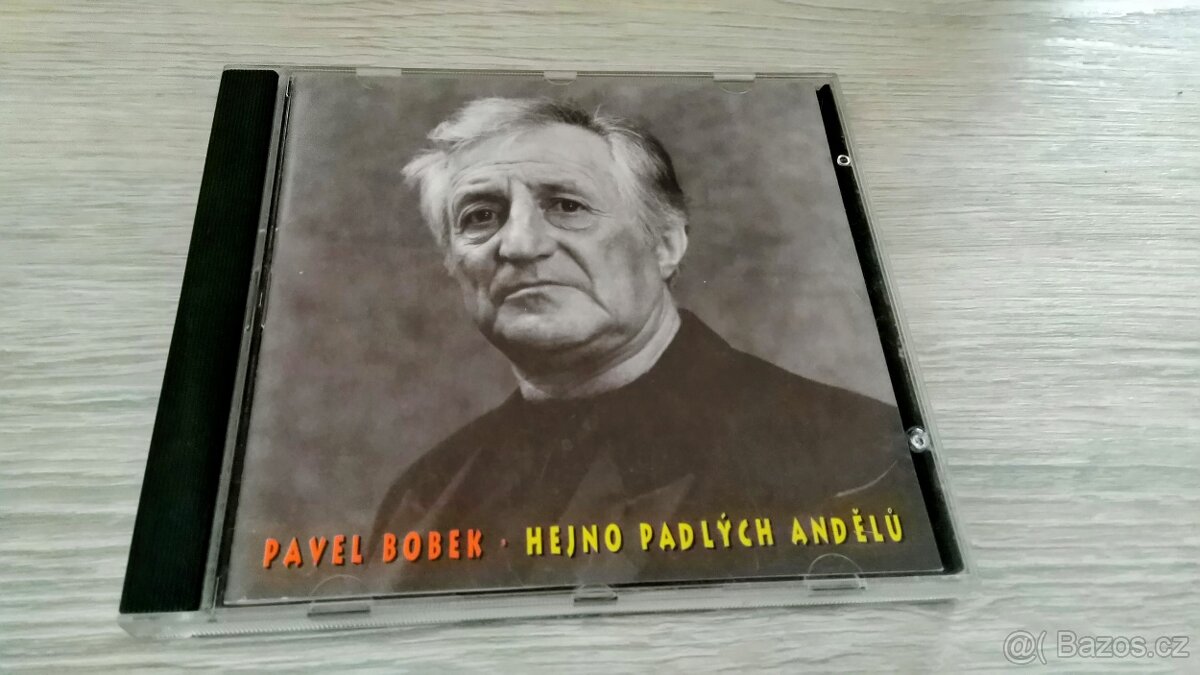 PAVEL BOBEK · HEJNO PADLÝCH ANDĚLŮ
@( Bazos.cz